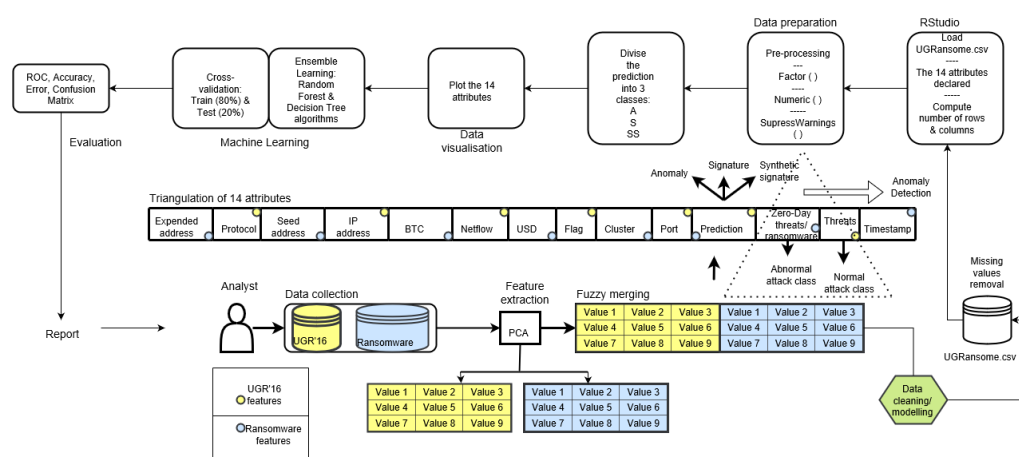 Data preparation
RStudio
ROC, Accuracy,
Error, Confusion
Matrix
Cross-
validation:
Train (80%) &
Test (20%)
Ensemble
Learning:
Random
Forest &
Decision Tree
algorithms
Plot the 14
attributes
Divise
the
prediction
into 3
classes:
A
S
SS
Pre-processing
---
Factor ( )
----
Numeric ( )
-----
SupressWarnings
( )
Load
UGRansome.csv
----
The 14 attributes
declared
-----
Compute
number of rows
& columns
Evaluation
Machine Learning
Data
visualisation
Anomaly
Signature
Synthetic
signature
Anomaly
Detection
Triangulation of 14 attributes
Expended
address
Protocol
Seed
address
IP
address
BTC
Netflow
USD
Flag
Cluster
Port
Prediction
Zero-Day
threats/
ransomware
Threats
Timestamp
Abnormal
attack class
Normal
attack class
Missing
values
removal
UGRansome.csv
Report
Analyst
Data collection
UGR'16
Ransomware
Feature
extraction
PCA
Fuzzy merging
Value 1 Value 2 Value 3 Value 1 Value 2 Value 3
Value 4 Value 5 Value 6 Value 4 Value 5 Value 6
Value 7 Value 8 Value 9 Value 7 Value 8 Value 9
Value 1 Value 2 Value 3
Value 4 Value 5 Value 6
Value 7 Value 8 Value 9
Value 1 Value 2 Value 3
Value 4 Value 5 Value 6
Value 7 Value 8 Value 9
Data
cleaning/
modelling
UGR'16
features
Ransomware
features